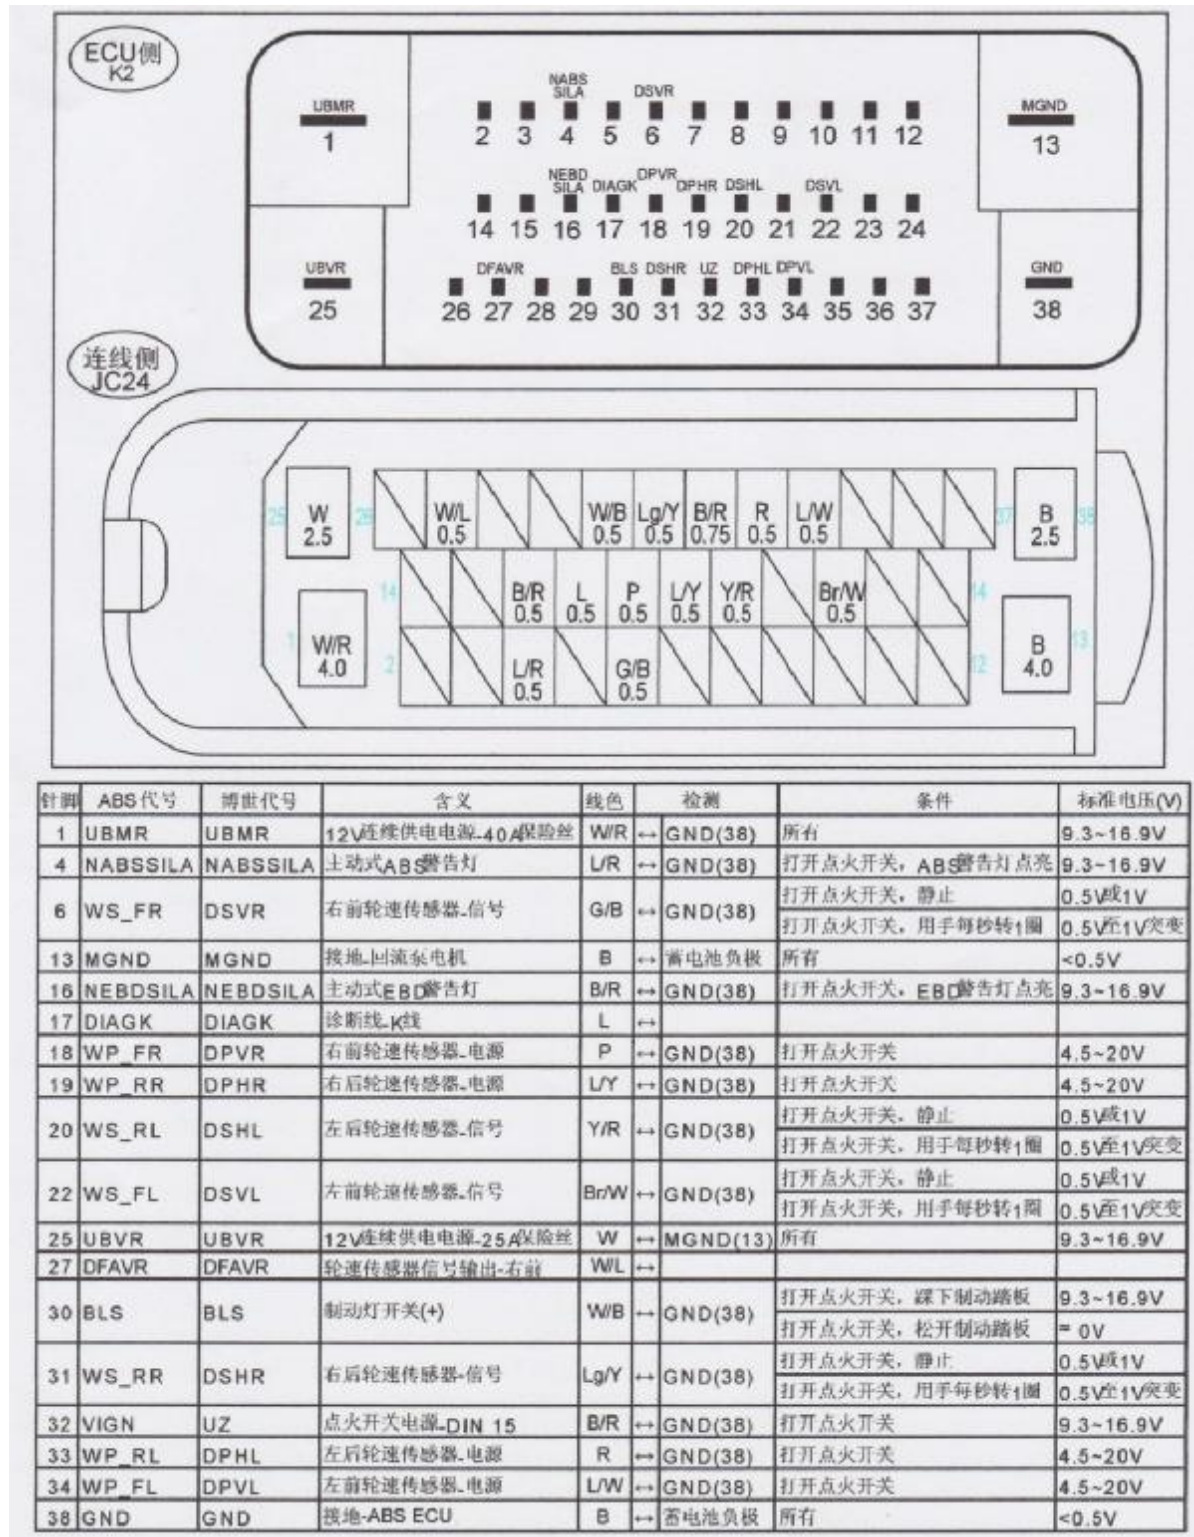 ECU侧
K2
UBMR
1
NABS
SILA
DSVR
2 3 4 5 6 7 8 9 10 11 12
MGND
13
NEBD
SILA DIAGK DPVR DPHR DSHL DSVL
14 15 16 17 18 19 20 21 22 23 24
UBVR
25
DFAVR BLS DSHR UZ DPHL DPVL
26 27 28 29 30 31 32 33 34 35 36 37
GND
38
连线侧
JC24
25 W 2.5 26
W/L 0.5 W/B 0.5 Lg/Y 0.5 B/R 0.75 R 0.5 L/W 0.5
37 B 2.5 38
14 B/R 0.5 L 0.5 P 0.5 L/Y 0.5 Y/R 0.5 Br/W 0.5 14
1 W/R 4.0 2
L/R 0.5 G/B 0.5
12 B 4.0 13
针脚 ABS代号 博世代号 含义 线色 检测 条件 标准电压(V)
1 UBMR UBMR 12V连续供电电源-40A保险丝 W/R ↔ GND(38) 所有 9.3~16.9V
4 NABSSILA NABSSILA 主动式ABS警告灯 L/R ↔ GND(38) 打开点火开关，ABS警告灯点亮 9.3~16.9V
6 WS_FR DSVR 右前轮速传感器-信号 G/B ↔ GND(38) 打开点火开关，静止 0.5V或1V
打开点火开关，用手每秒转1圈 0.5V至1V突变
13 MGND MGND 接地-回流泵电机 B ↔ 蓄电池负极 所有 <0.5V
16 NEBDSILA NEBDSILA 主动式EBD警告灯 B/R ↔ GND(38) 打开点火开关，EBD警告灯点亮 9.3~16.9V
17 DIAGK DIAGK 诊断线-K线 L ↔
18 WP_FR DPVR 右前轮速传感器-电源 P ↔ GND(38) 打开点火开关 4.5~20V
19 WP_RR DPHR 右后轮速传感器-电源 L/Y ↔ GND(38) 打开点火开关 4.5~20V
20 WS_RL DSHL 左后轮速传感器-信号 Y/R ↔ GND(38) 打开点火开关，静止 0.5V或1V
打开点火开关，用手每秒转1圈 0.5V至1V突变
22 WS_FL DSVL 左前轮速传感器-信号 Br/W ↔ GND(38) 打开点火开关，静止 0.5V或1V
打开点火开关，用手每秒转1圈 0.5V至1V突变
25 UBVR UBVR 12V连续供电电源-25A保险丝 W ↔ MGND(13) 所有 9.3~16.9V
27 DFAVR DFAVR 轮速传感器信号输出-右前 W/L ↔
30 BLS BLS 制动灯开关(+) W/B ↔ GND(38) 打开点火开关，踩下制动踏板 9.3~16.9V
打开点火开关，松开制动踏板 ≈ 0V
31 WS_RR DSHR 右后轮速传感器-信号 Lg/Y ↔ GND(38) 打开点火开关，静止 0.5V或1V
打开点火开关，用手每秒转1圈 0.5V至1V突变
32 VIGN UZ 点火开关电源-DIN 15 B/R ↔ GND(38) 打开点火开关 9.3~16.9V
33 WP_RL DPHL 左后轮速传感器-电源 R ↔ GND(38) 打开点火开关 4.5~20V
34 WP_FL DPVL 左前轮速传感器-电源 L/W ↔ GND(38) 打开点火开关 4.5~20V
38 GND GND 接地-ABS ECU B ↔ 蓄电池负极 所有 <0.5V